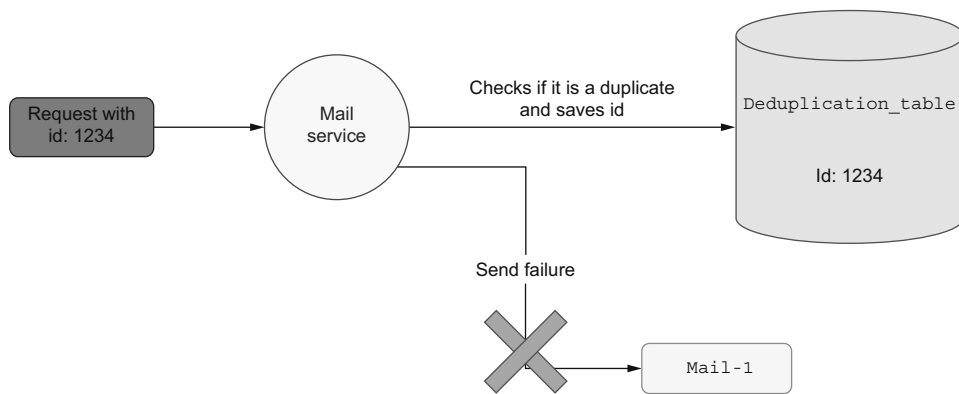 Request with
id: 1234
Mail
service
Checks if it is a duplicate
and saves id
Deduplication_table
Id: 1234
Send failure
Mail-1